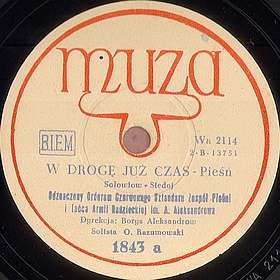 muza
BIEM
Wa 2114
2-B-13751
W DROGĘ JUŻ CZAS - Pieśń
Sołowiow - Siedoj
Odznaczony Orderem Czerwonego Sztandaru Zespół Pieśni
i Tańca Armii Radzieckiej im. A. Aleksandrowa
Dyrekcja: Borys Aleksandrow
Solista O. Razumowski
1843 a